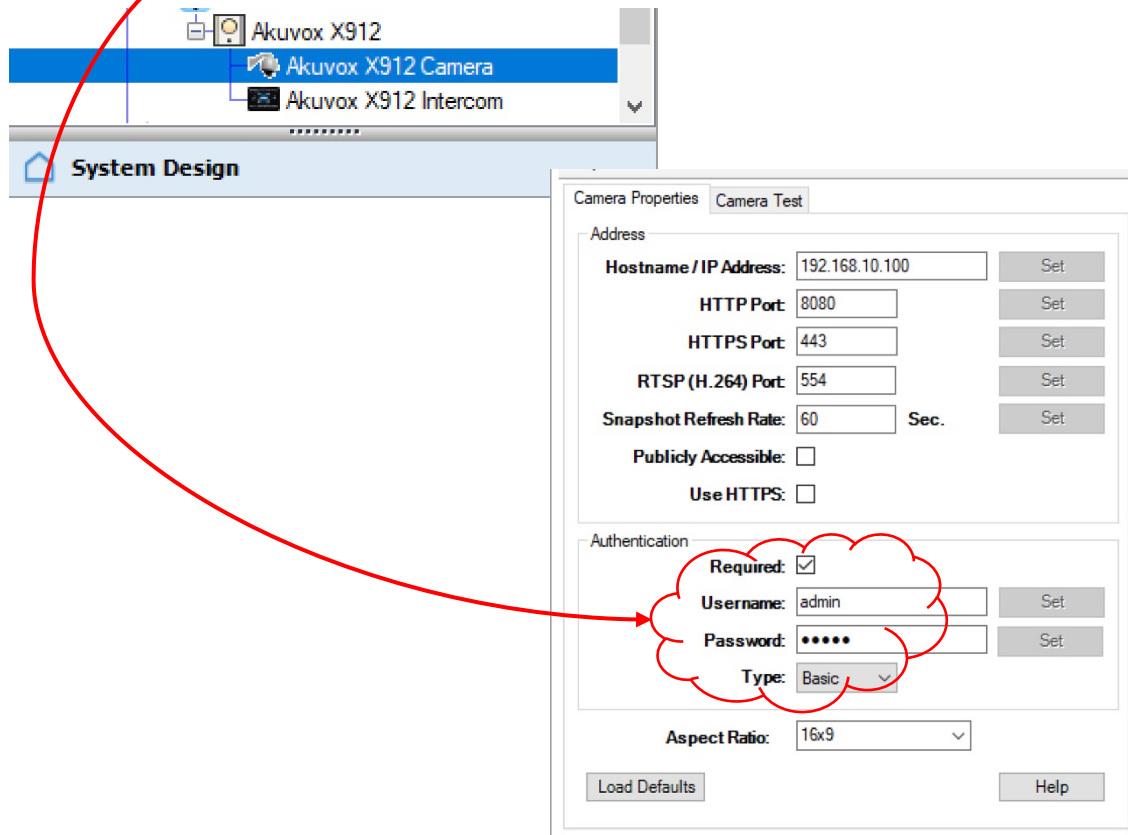 Akuvox X912
Akuvox X912 Camera
Akuvox X912 Intercom
System Design
Camera Properties Camera Test
Address
Hostname / IP Address: 192.168.10.100 Set
HTTP Port: 8080 Set
HTTPS Port: 443 Set
RTSP (H.264) Port: 554 Set
Snapshot Refresh Rate: 60 Sec. Set
Publicly Accessible:
Use HTTPS:
Authentication
Required:
Username: admin Set
Password: ••••• Set
Type: Basic
Aspect Ratio: 16x9
Load Defaults Help